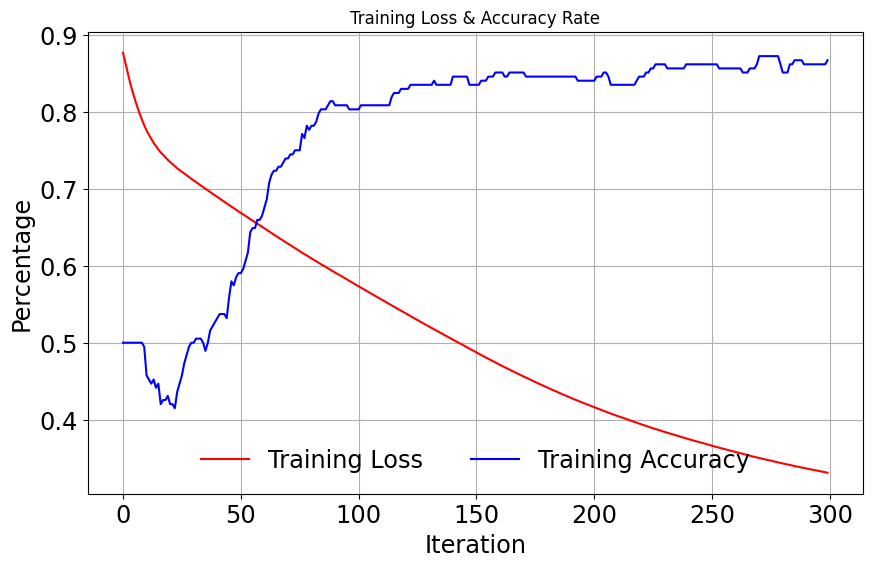 Training Loss & Accuracy Rate
0.9
0.8
0.7
0.6
0.5
0.4
Percentage
Training Loss
Training Accuracy
0
50
100
150
200
250
300
Iteration